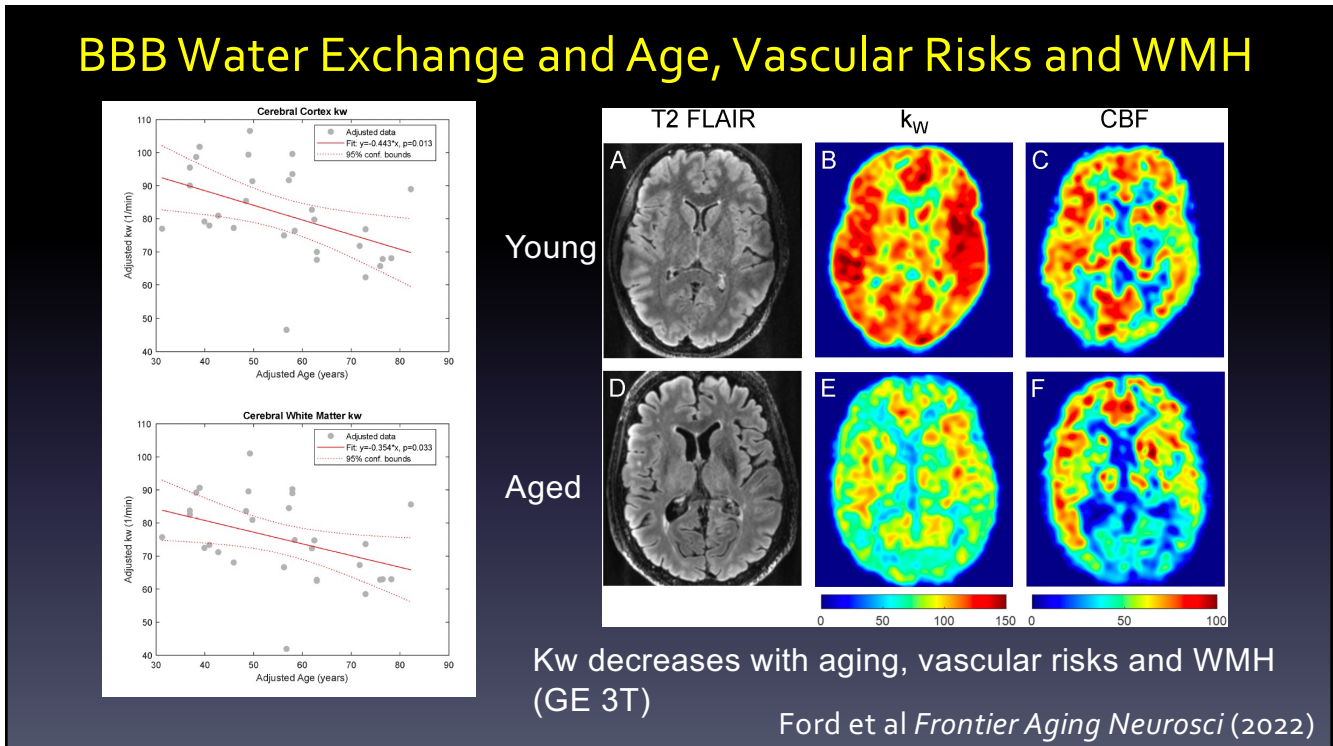 BBB Water Exchange and Age, Vascular Risks and WMH
Cerebral Cortex kw
Adjusted data
Fit: y=-0.443*x, p=0.013
95% conf. bounds
Adjusted kw (1/min)
110
100
90
80
70
60
50
40
30 40 50 60 70 80 90
Adjusted Age (years)
Cerebral White Matter kw
Adjusted data
Fit: y=-0.354*x, p=0.033
95% conf. bounds
Adjusted kw (1/min)
110
100
90
80
70
60
50
40
30 40 50 60 70 80 90
Adjusted Age (years)
T2 FLAIR kW CBF
A B C
Young
D E F
Aged
0 50 100 150
0 50 100
Kw decreases with aging, vascular risks and WMH
(GE 3T)
Ford et al Frontier Aging Neurosci (2022)